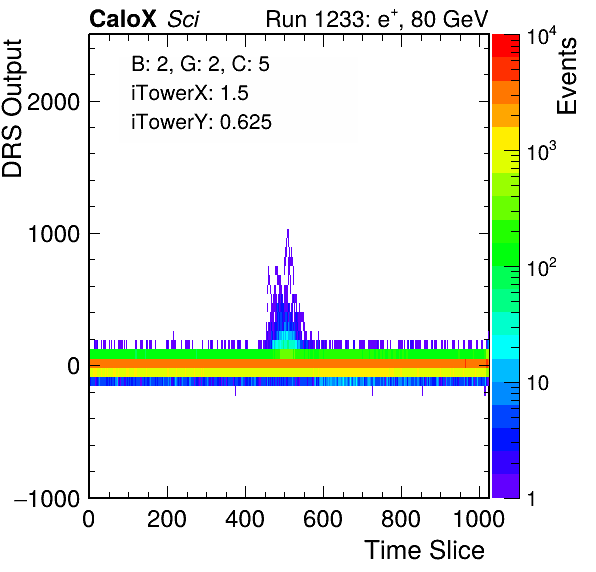 CaloX Sci Run 1233: e⁺, 80 GeV
B: 2, G: 2, C: 5
iTowerX: 1.5
iTowerY: 0.625
DRS Output
2000
1000
0
−1000
0 200 400 600 800 1000
Time Slice
Events
10⁴
10³
10²
10
1